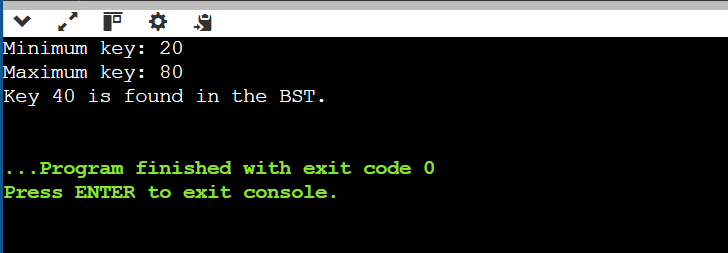 Minimum key: 20
Maximum key: 80
Key 40 is found in the BST.
...Program finished with exit code 0
Press ENTER to exit console.